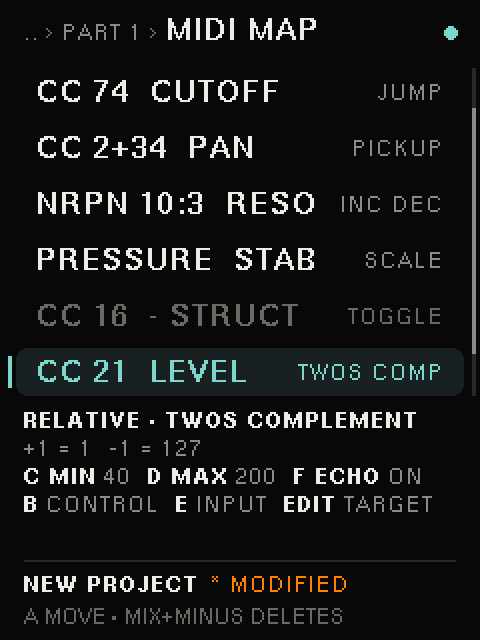 .. > PART 1 > MIDI MAP
CC 74 CUTOFF JUMP
CC 2+34 PAN PICKUP
NRPN 10:3 RESO INC DEC
PRESSURE STAB SCALE
CC 16 - STRUCT TOGGLE
CC 21 LEVEL TWOS COMP
RELATIVE · TWOS COMPLEMENT
+1 = 1 -1 = 127
C MIN 40 D MAX 200 F ECHO ON
B CONTROL E INPUT EDIT TARGET
NEW PROJECT * MODIFIED
A MOVE · MIX+MINUS DELETES